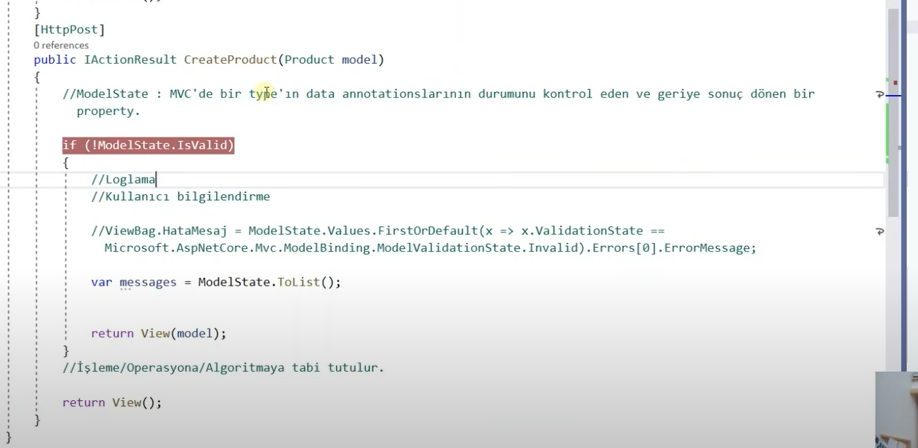 }
[HttpPost]
0 references
public IActionResult CreateProduct(Product model)
{
//ModelState : MVC'de bir type'ın data annotationslarının durumunu kontrol eden ve geriye sonuç dönen bir
property.
if (!ModelState.IsValid)
{
//Loglama
//Kullanıcı bilgilendirme
//ViewBag.HataMesaj = ModelState.Values.FirstOrDefault(x => x.ValidationState ==
Microsoft.AspNetCore.Mvc.ModelBinding.ModelValidationState.Invalid).Errors[0].ErrorMessage;
var messages = ModelState.ToList();
return View(model);
}
//İşleme/Operasyona/Algoritmaya tabi tutulur.
return View();
}
}